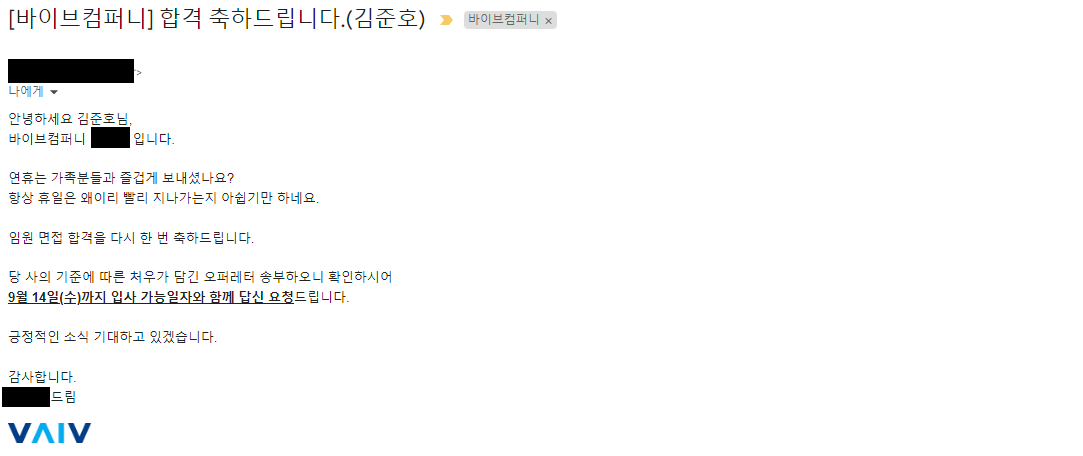 [바이브컴퍼니] 합격 축하드립니다.(김준호) 바이브컴퍼니 ×
>
나에게
안녕하세요 김준호님,
바이브컴퍼니 입니다.
연휴는 가족분들과 즐겁게 보내셨나요?
항상 휴일은 왜이리 빨리 지나가는지 아쉽기만 하네요.
임원 면접 합격을 다시 한 번 축하드립니다.
당 사의 기준에 따른 처우가 담긴 오퍼레터 송부하오니 확인하시어
9월 14일(수)까지 입사 가능일자와 함께 답신 요청드립니다.
긍정적인 소식 기대하고 있겠습니다.
감사합니다.
드림
VAIV